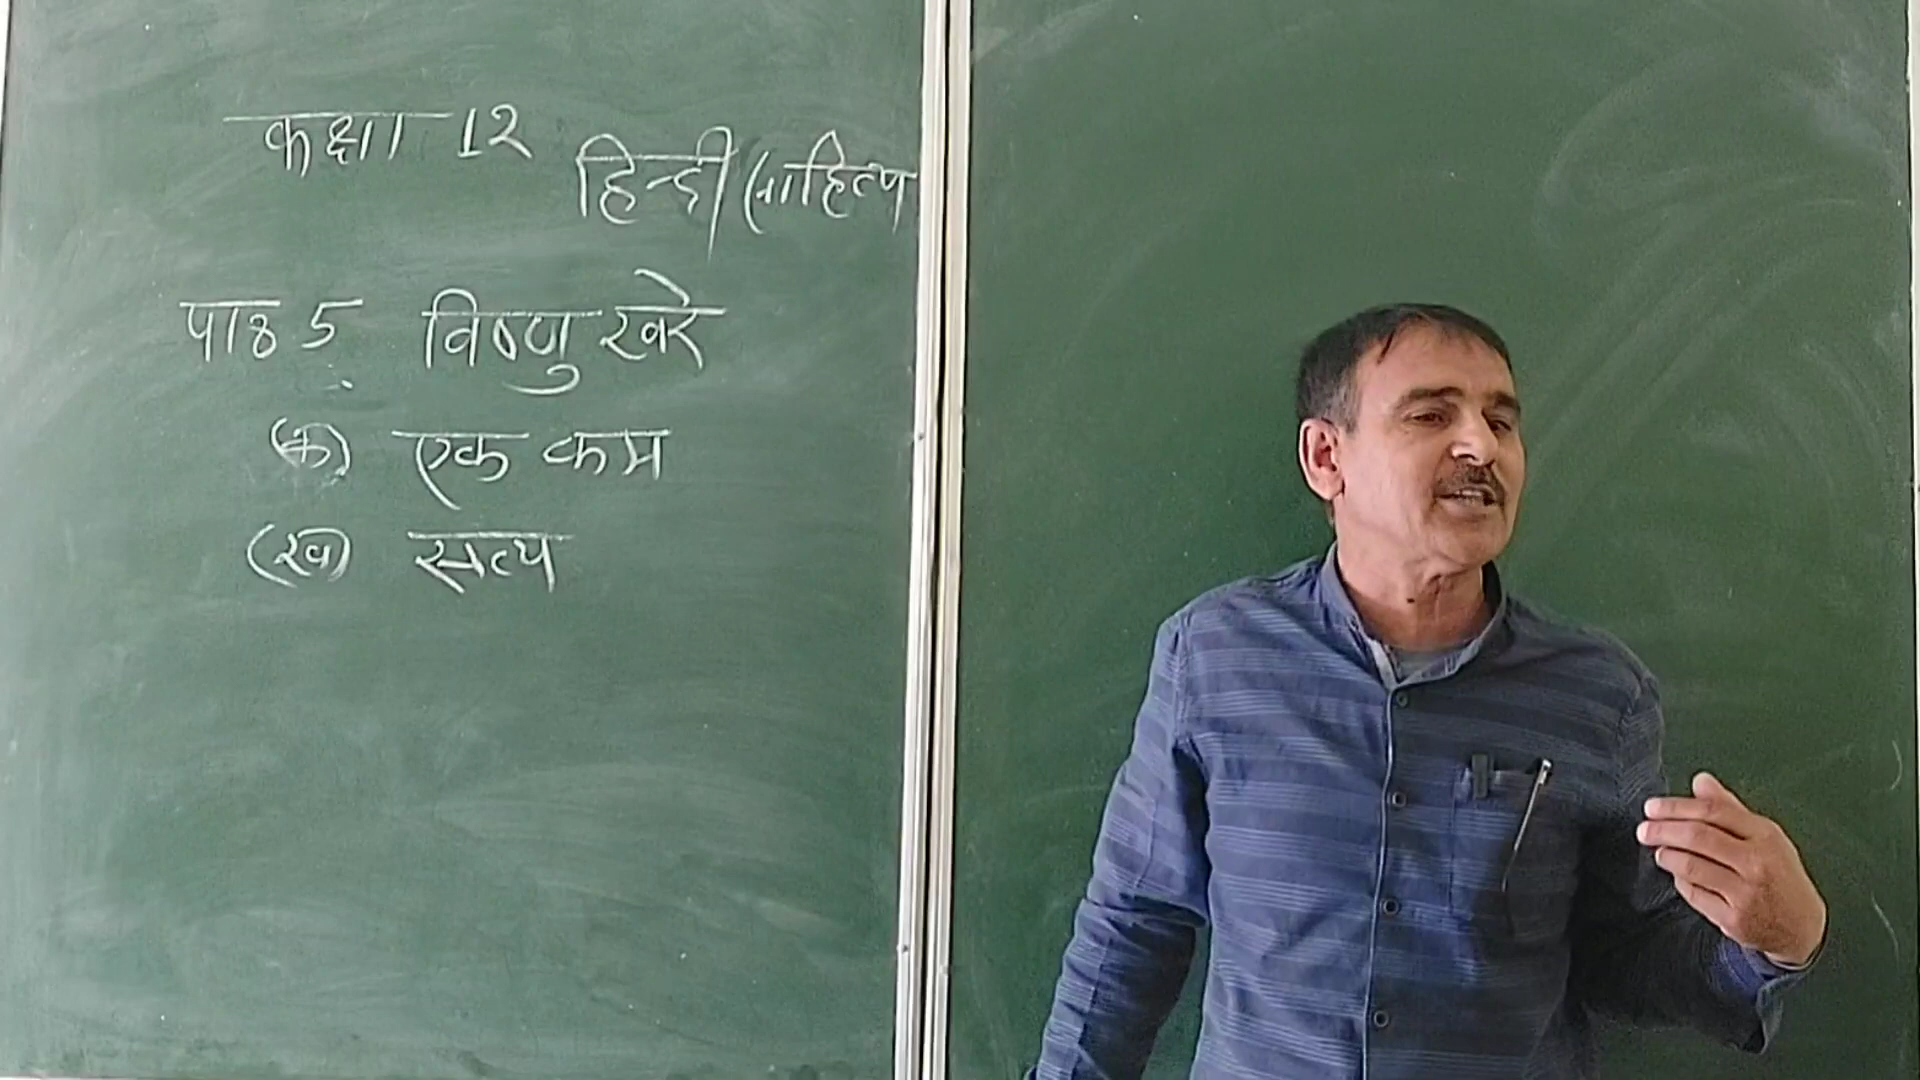 कक्षा 12
हिन्दी साहित्य
पाठ 5 विष्णु खरे
(क) एक कम
(ख) सत्य